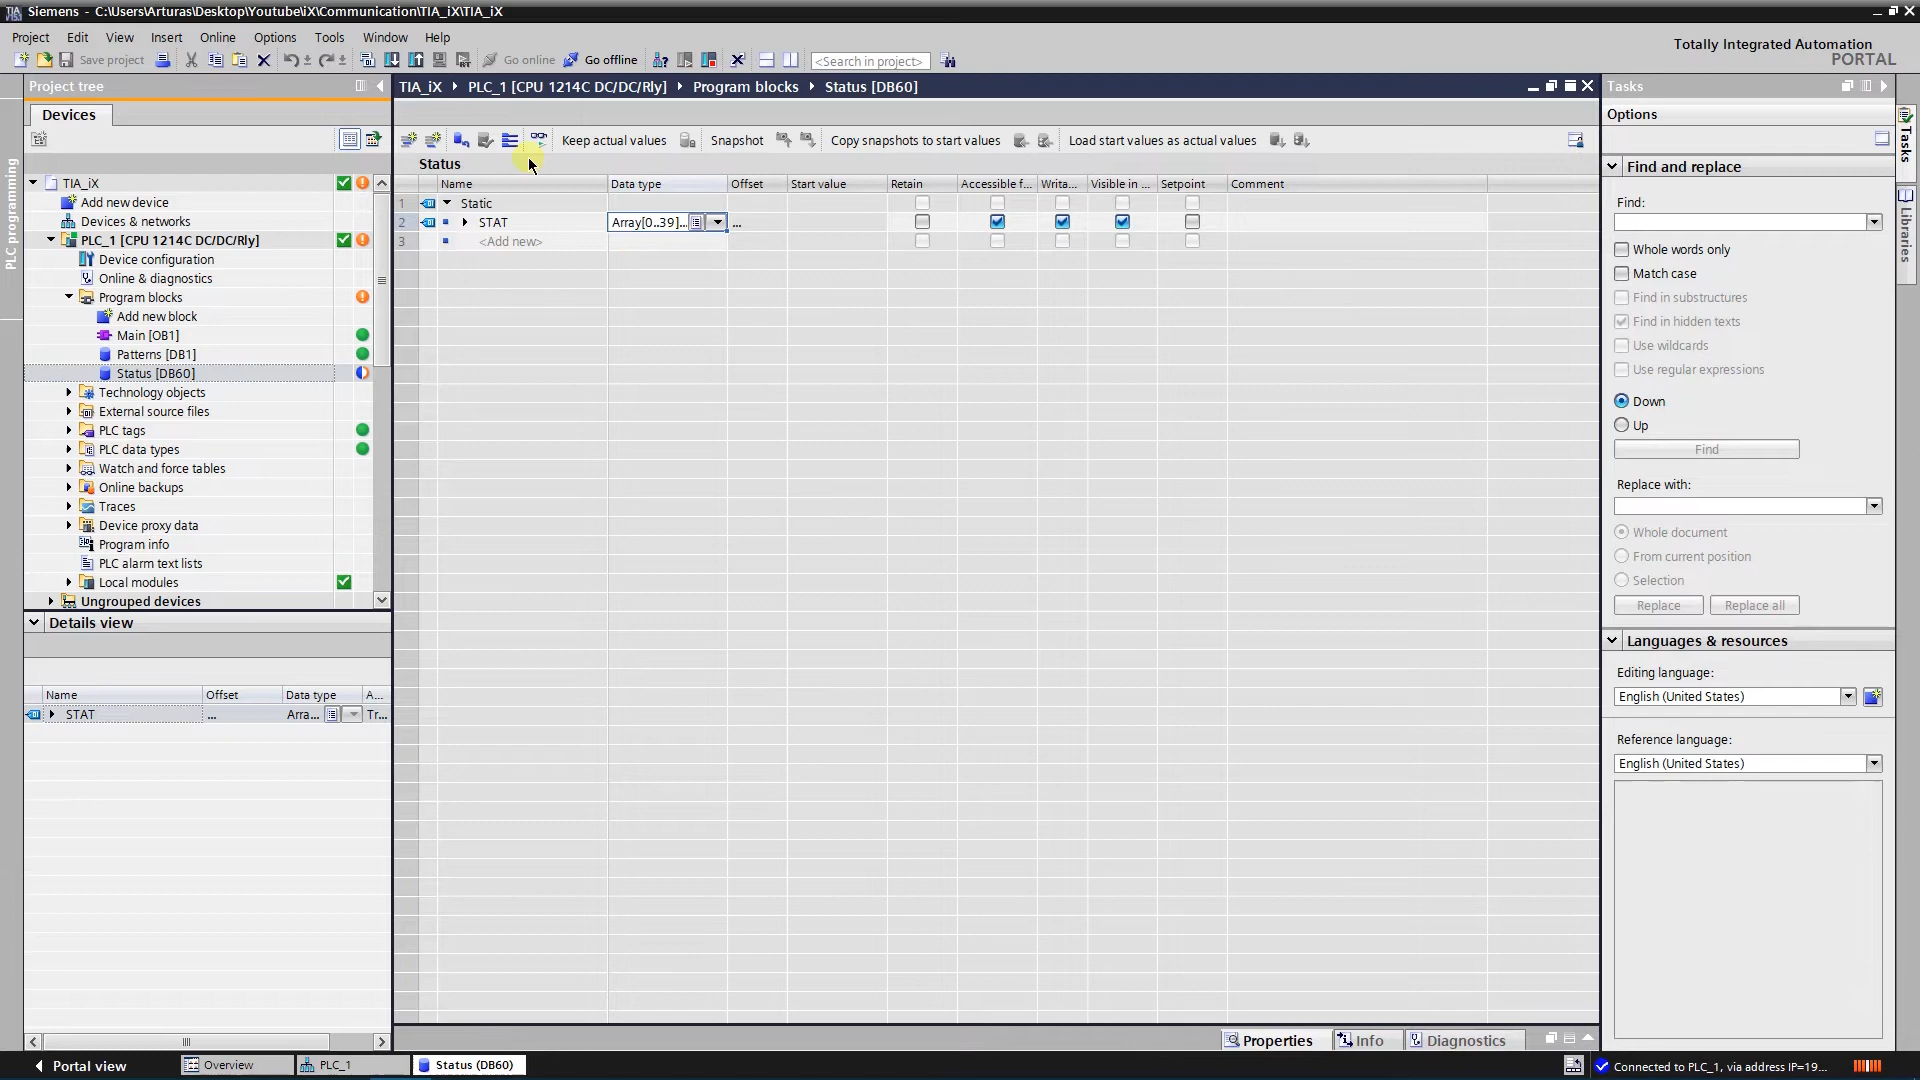 Siemens - C:\Users\Arturas\Desktop\Youtube\iX\Communication\TIA_iX\TIA_iX
Project Edit View Insert Online Options Tools Window Help
Totally Integrated Automation
PORTAL
Save project
Go online
Go offline
<Search in project>
Project tree
TIA_iX PLC_1 [CPU 1214C DC/DC/Rly] Program blocks Status [DB60]
Tasks
Devices
Options
Keep actual values Snapshot Copy snapshots to start values Load start values as actual values
Status
Find and replace
Name Data type Offset Start value Retain Accessible f... Writa... Visible in ... Setpoint Comment
1 Static
2 STAT Array[0..39]... ...
3 <Add new>
PLC programming
TIA_iX
Add new device
Devices & networks
PLC_1 [CPU 1214C DC/DC/Rly]
Device configuration
Online & diagnostics
Program blocks
Add new block
Main [OB1]
Patterns [DB1]
Status [DB60]
Technology objects
External source files
PLC tags
PLC data types
Watch and force tables
Online backups
Traces
Device proxy data
Program info
PLC alarm text lists
Local modules
Ungrouped devices
Details view
Name Offset Data type A...
STAT ... Arra... Tr...
Find:
Whole words only
Match case
Find in substructures
Find in hidden texts
Use wildcards
Use regular expressions
Down
Up
Find
Replace with:
Whole document
From current position
Selection
Replace Replace all
Languages & resources
Editing language:
English (United States)
Reference language:
English (United States)
Tasks
Libraries
Properties Info Diagnostics
Portal view Overview PLC_1 Status (DB60)
Connected to PLC_1, via address IP=19...